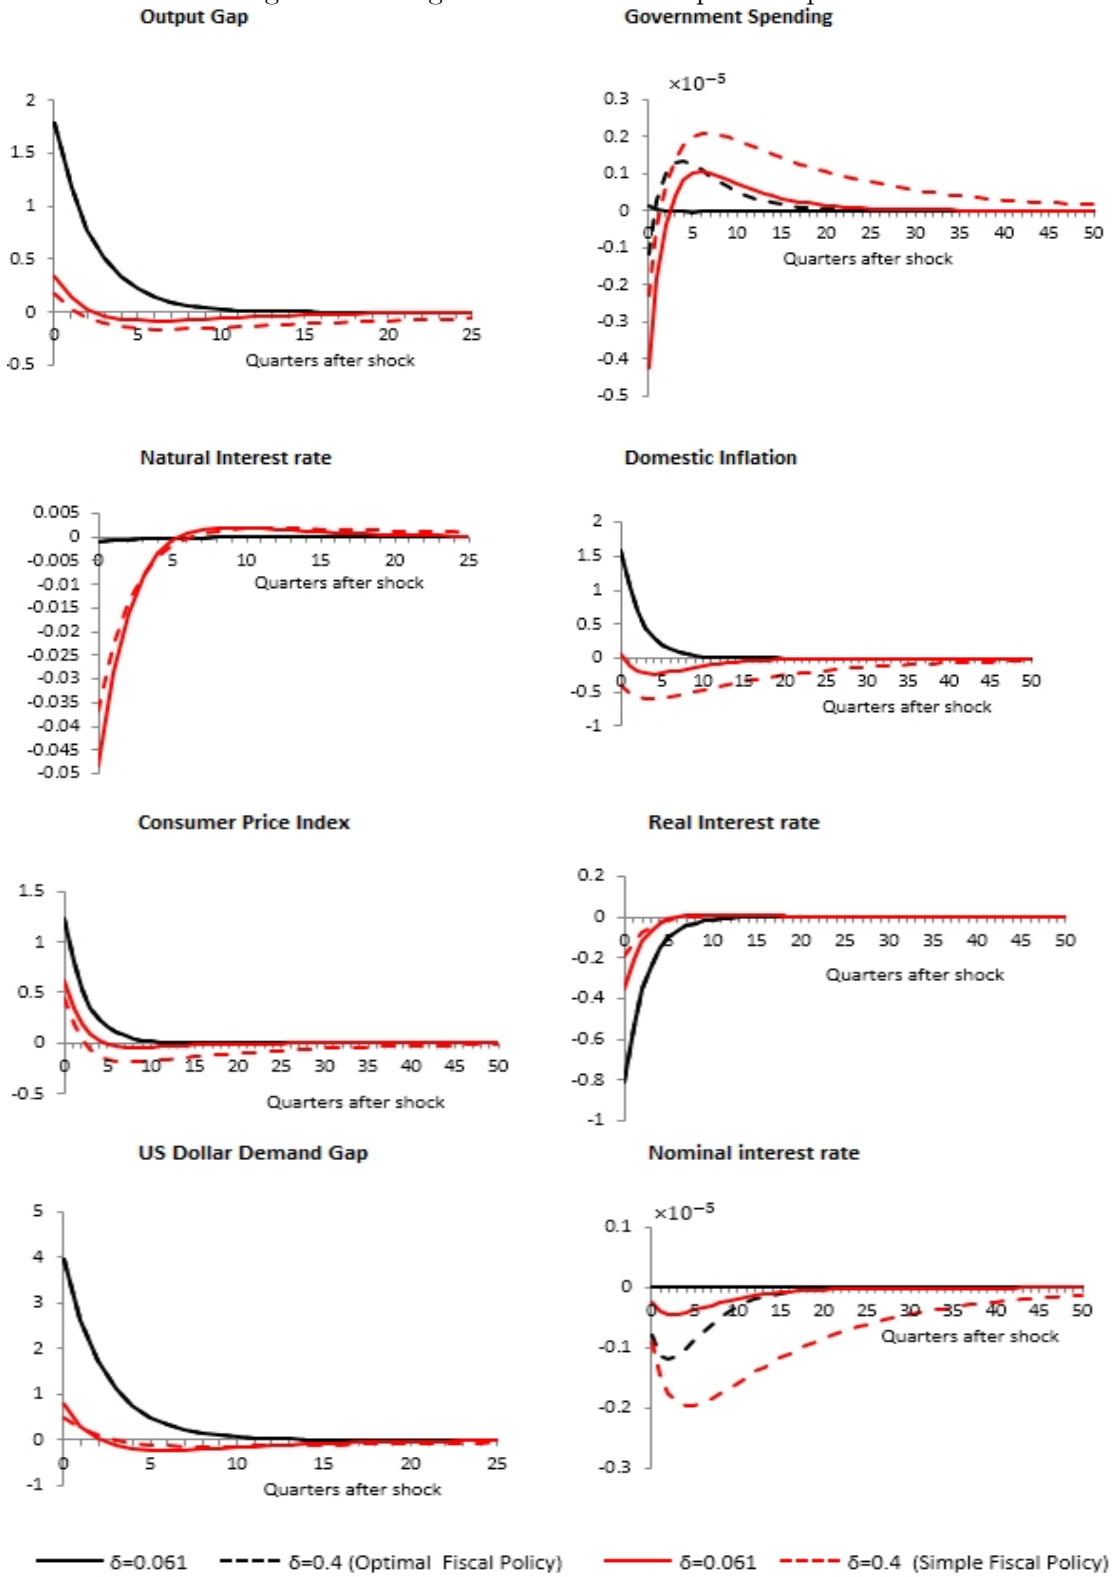 Output Gap
Government Spending
×10⁻⁵
2
1.5
1
0.5
0
-0.5
0 5 10 15 20 25
Quarters after shock
0.3
0.2
0.1
0
-0.1
-0.2
-0.3
-0.4
-0.5
0 5 10 15 20 25 30 35 40 45 50
Quarters after shock
Natural Interest rate
Domestic Inflation
0.005
0
-0.005
-0.01
-0.015
-0.02
-0.025
-0.03
-0.035
-0.04
-0.045
-0.05
0 5 10 15 20 25
Quarters after shock
2
1.5
1
0.5
0
-0.5
-1
0 5 10 15 20 25 30 35 40 45 50
Quarters after shock
Consumer Price Index
Real Interest rate
1.5
1
0.5
0
-0.5
0 5 10 15 20 25 30 35 40 45 50
Quarters after shock
0.2
0
-0.2
-0.4
-0.6
-0.8
-1
0 5 10 15 20 25 30 35 40 45 50
Quarters after shock
US Dollar Demand Gap
Nominal interest rate
5
4
3
2
1
0
-1
0 5 10 15 20 25
Quarters after shock
×10⁻⁵
0.1
0
-0.1
-0.2
-0.3
0 5 10 15 20 25 30 35 40 45 50
Quarters after shock
δ=0.061 δ=0.4 (Optimal Fiscal Policy) δ=0.061 δ=0.4 (Simple Fiscal Policy)